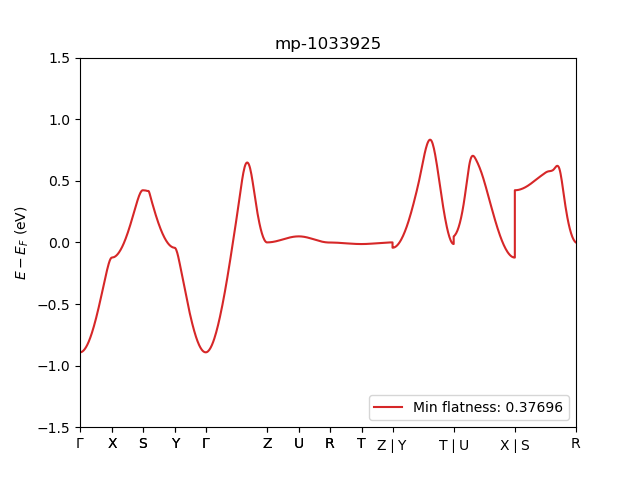 mp-1033925
1.5
1.0
0.5
0.0
−0.5
−1.0
−1.5
E − E_F (eV)
Min flatness: 0.37696
Γ X S Y Γ Z U R T Z | Y T | U X | S R